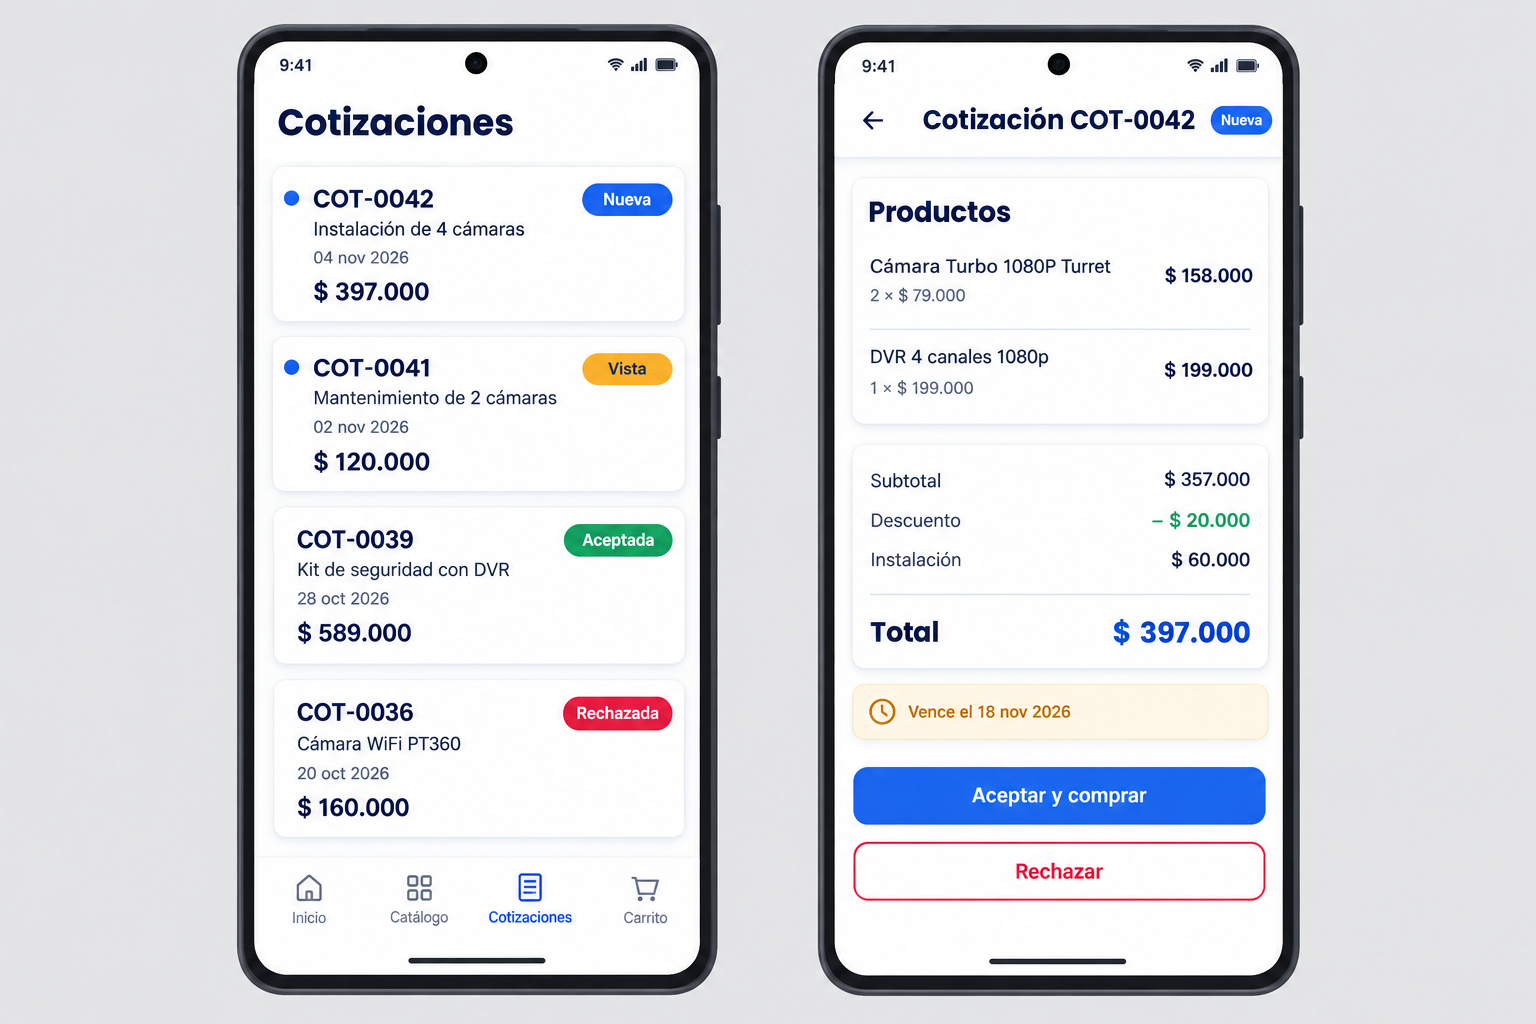 9:41
Cotizaciones
COT-0042
Nueva
Instalación de 4 cámaras
04 nov 2026
$ 397.000
COT-0041
Vista
Mantenimiento de 2 cámaras
02 nov 2026
$ 120.000
COT-0039
Aceptada
Kit de seguridad con DVR
28 oct 2026
$ 589.000
COT-0036
Rechazada
Cámara WiFi PT360
20 oct 2026
$ 160.000
Inicio
Catálogo
Cotizaciones
Carrito
9:41
Cotización COT-0042
Nueva
Productos
Cámara Turbo 1080P Turret
$ 158.000
2 × $ 79.000
DVR 4 canales 1080p
$ 199.000
1 × $ 199.000
Subtotal
$ 357.000
Descuento
– $ 20.000
Instalación
$ 60.000
Total
$ 397.000
Vence el 18 nov 2026
Aceptar y comprar
Rechazar